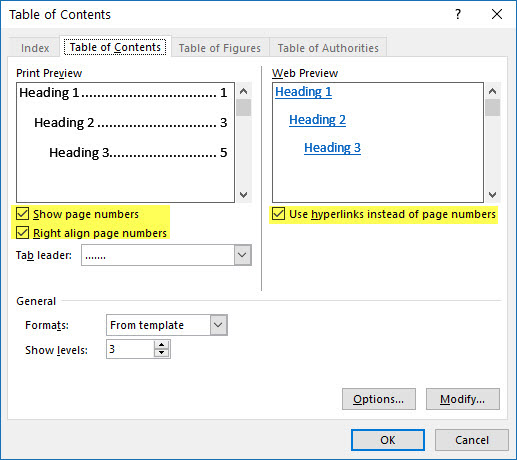 Table of Contents
Index Table of Contents Table of Figures Table of Authorities
Print Preview
Heading 1.................................. 1
Heading 2 ............................... 3
Heading 3........................... 5
Web Preview
Heading 1
Heading 2
Heading 3
Show page numbers
Right align page numbers
Use hyperlinks instead of page numbers
Tab leader: .......
General
Formats: From template
Show levels: 3
Options... Modify...
OK Cancel